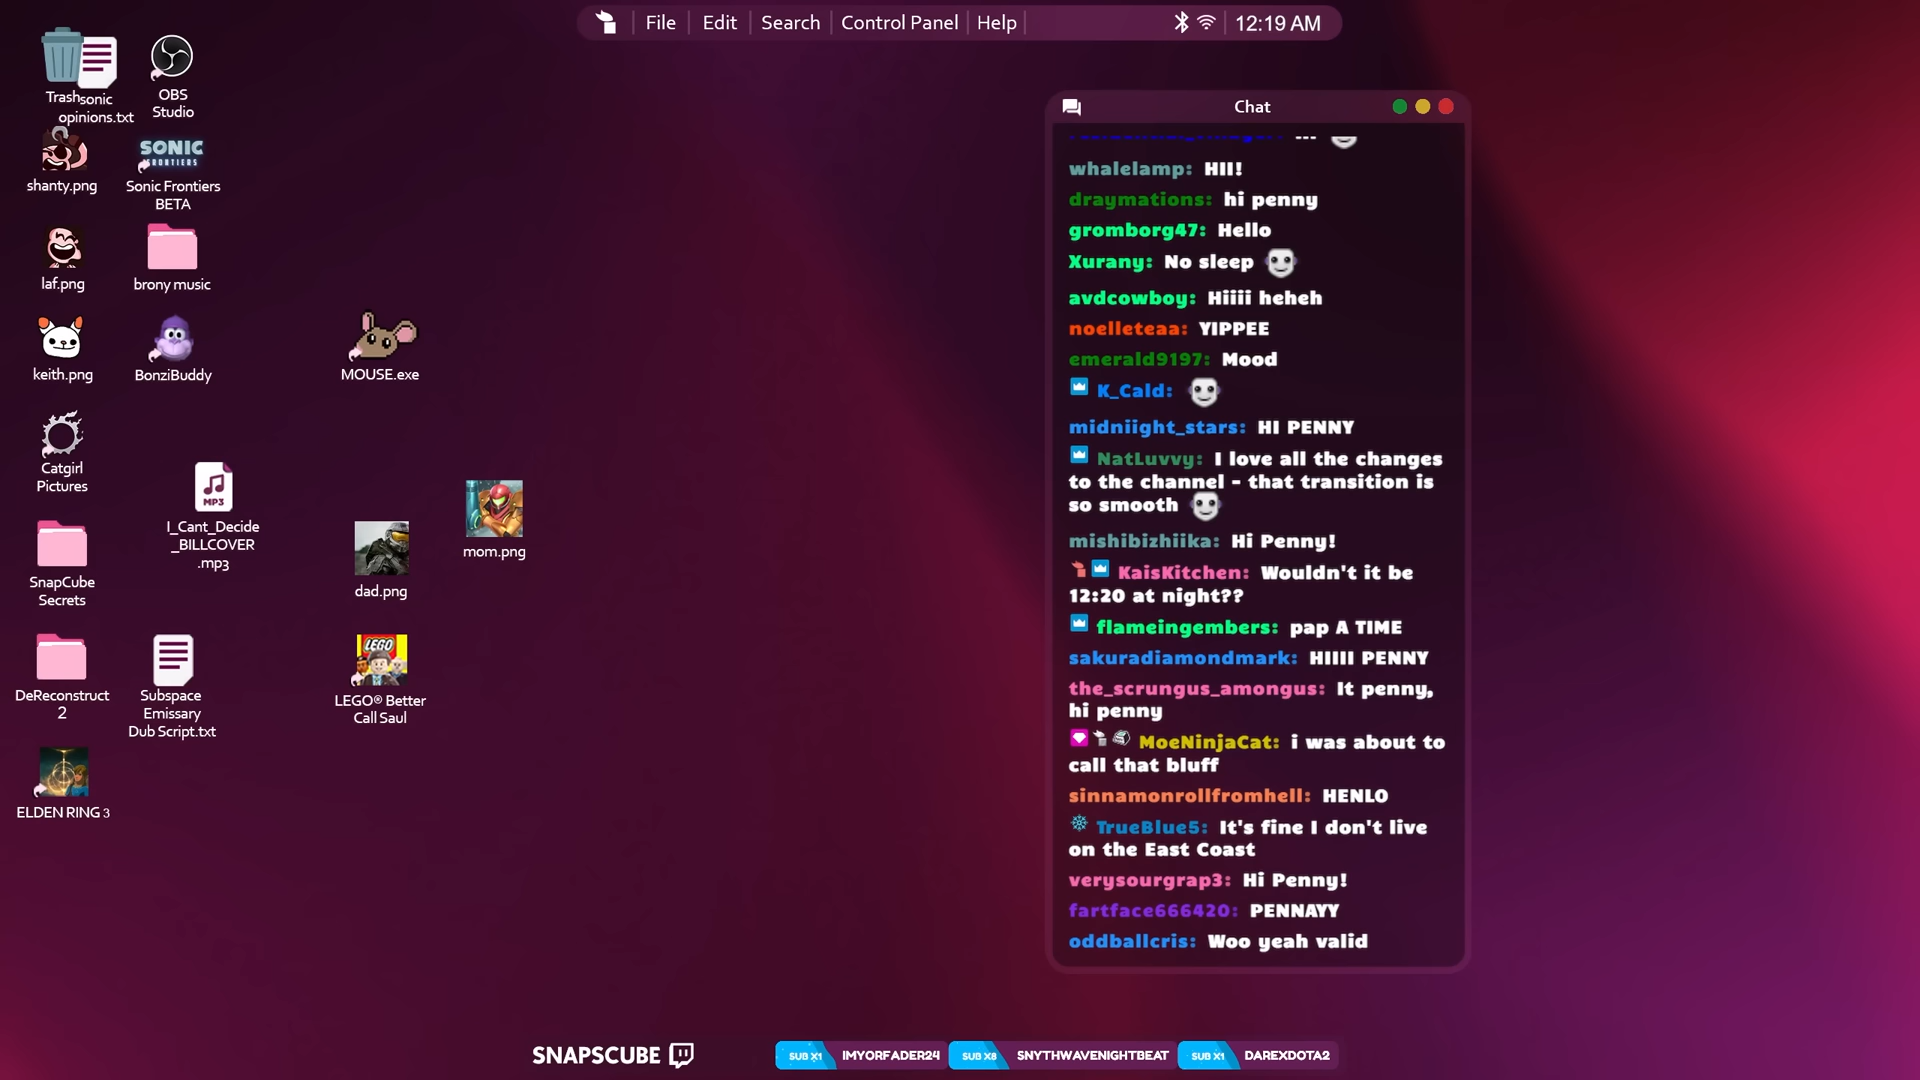 File
Edit
Search
Control Panel
Help
12:19 AM
Trash
sonic
opinions.txt
OBS
Studio
shanty.png
SONIC
FRONTIERS
Sonic Frontiers
BETA
laf.png
brony music
keith.png
BonziBuddy
MOUSE.exe
Catgirl
Pictures
MP3
I_Cant_Decide
_BILLCOVER
.mp3
mom.png
dad.png
SnapCube
Secrets
DeReconstruct
2
Subspace
Emissary
Dub Script.txt
LEGO
LEGO® Better
Call Saul
ELDEN RING 3
Chat
whalelamp: HII!
draymations: hi penny
gromborg47: Hello
Xurany: No sleep
avdcowboy: Hiiii heheh
noelleteaa: YIPPEE
emerald9197: Mood
K_Cald:
midniight_stars: HI PENNY
NatLuvvy: I love all the changes
to the channel - that transition is
so smooth
mishibizhiika: Hi Penny!
KaisKitchen: Wouldn't it be
12:20 at night??
flameingembers: pap A TIME
sakuradiamondmark: HIIII PENNY
the_scrungus_amongus: It penny,
hi penny
MoeNinjaCat: i was about to
call that bluff
sinnamonrollfromhell: HENLO
TrueBlue5: It's fine I don't live
on the East Coast
verysourgrap3: Hi Penny!
fartface666420: PENNAYY
oddballcris: Woo yeah valid
SNAPSCUBE
SUB X1 IMYORFADER24
SUB X8 SNYTHWAVENIGHTBEAT
SUB X1 DAREXDOTA2